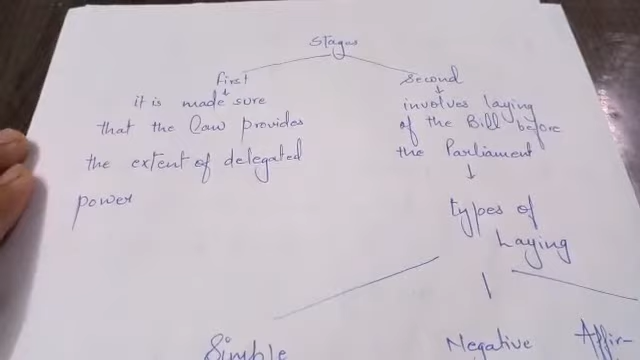 Stages
first
it is made sure
that the law provides
the extent of delegated
power
second
involves laying
of the Bill before
the Parliament
types of
Laying
Simple
Negative
Affir-